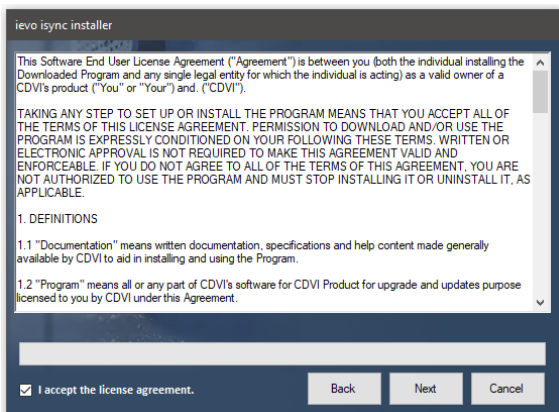 ievo isync installer
This Software End User License Agreement ("Agreement") is between you (both the individual installing the
Downloaded Program and any single legal entity for which the individual is acting) as a valid owner of a
CDVI's product ("You" or "Your") and. ("CDVI").
TAKING ANY STEP TO SET UP OR INSTALL THE PROGRAM MEANS THAT YOU ACCEPT ALL OF
THE TERMS OF THIS LICENSE AGREEMENT. PERMISSION TO DOWNLOAD AND/OR USE THE
PROGRAM IS EXPRESSLY CONDITIONED ON YOUR FOLLOWING THESE TERMS. WRITTEN OR
ELECTRONIC APPROVAL IS NOT REQUIRED TO MAKE THIS AGREEMENT VALID AND
ENFORCEABLE. IF YOU DO NOT AGREE TO ALL OF THE TERMS OF THIS AGREEMENT, YOU ARE
NOT AUTHORIZED TO USE THE PROGRAM AND MUST STOP INSTALLING IT OR UNINSTALL IT, AS
APPLICABLE.
1. DEFINITIONS
1.1 "Documentation" means written documentation, specifications and help content made generally
available by CDVI to aid in installing and using the Program.
1.2 "Program" means all or any part of CDVI's software for CDVI Product for upgrade and updates purpose
licensed to you by CDVI under this Agreement.
I accept the license agreement.
Back
Next
Cancel